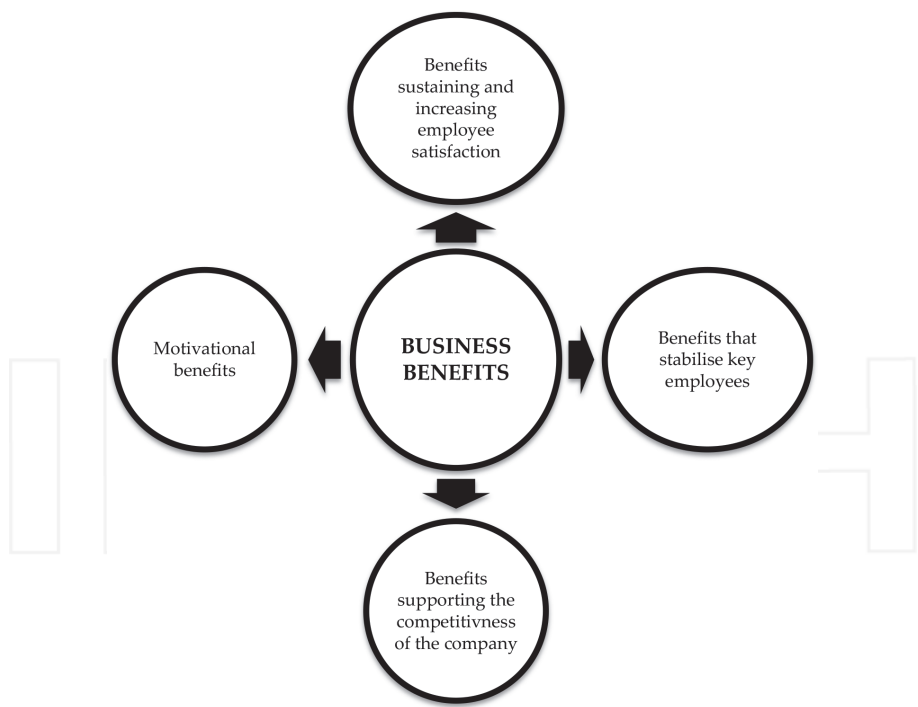 Benefits
sustaining and
increasing
employee
satisfaction
Motivational
benefits
BUSINESS
BENEFITS
Benefits that
stabilise key
employees
Benefits
supporting the
competitivness
of the company